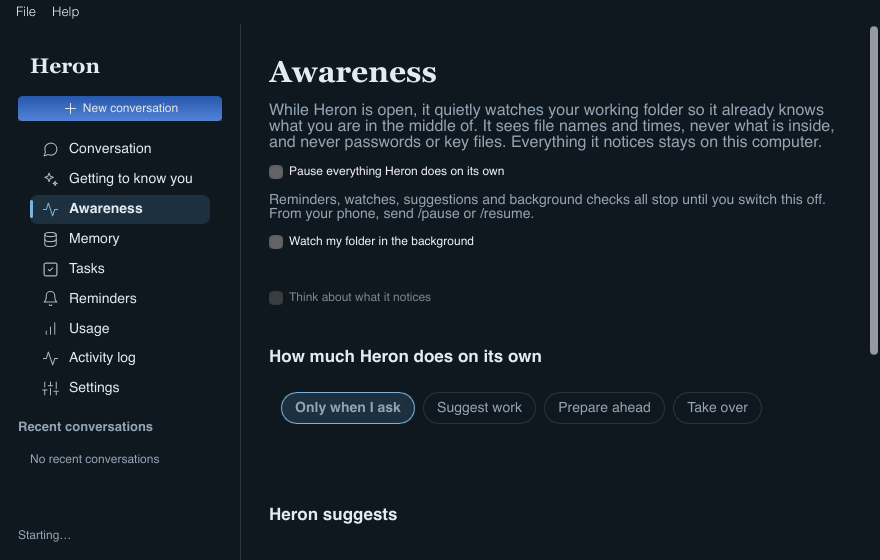 File Help
Heron
New conversation
Conversation
Getting to know you
Awareness
Memory
Tasks
Reminders
Usage
Activity log
Settings
Recent conversations
No recent conversations
Starting…
Awareness
While Heron is open, it quietly watches your working folder so it already knows
what you are in the middle of. It sees file names and times, never what is inside,
and never passwords or key files. Everything it notices stays on this computer.
Pause everything Heron does on its own
Reminders, watches, suggestions and background checks all stop until you switch this off.
From your phone, send /pause or /resume.
Watch my folder in the background
Think about what it notices
How much Heron does on its own
Only when I ask
Suggest work
Prepare ahead
Take over
Heron suggests